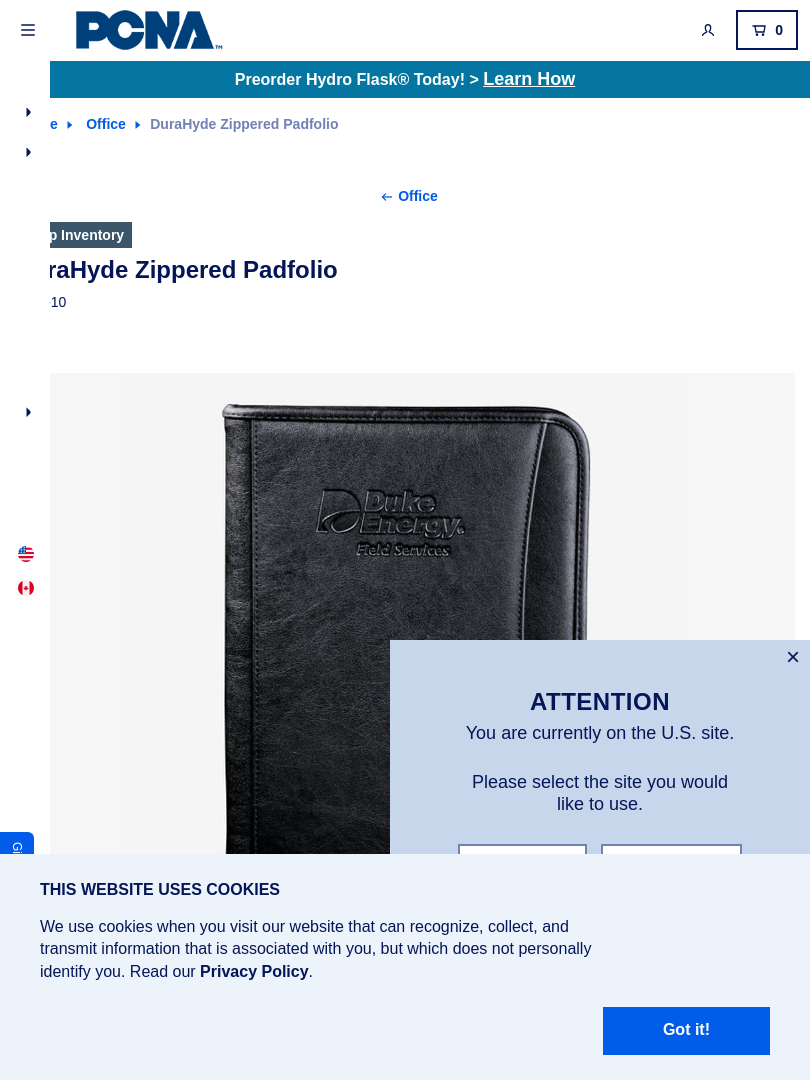 PCNA™
0
Preorder Hydro Flask® Today! > Learn How
Office
DuraHyde Zippered Padfolio
Office
Inventory
raHyde Zippered Padfolio
10
Duke
Energy®
Field Services
ATTENTION
You are currently on the U.S. site.
Please select the site you would
like to use.
THIS WEBSITE USES COOKIES
We use cookies when you visit our website that can recognize, collect, and
transmit information that is associated with you, but which does not personally
identify you. Read our Privacy Policy.
Got it!